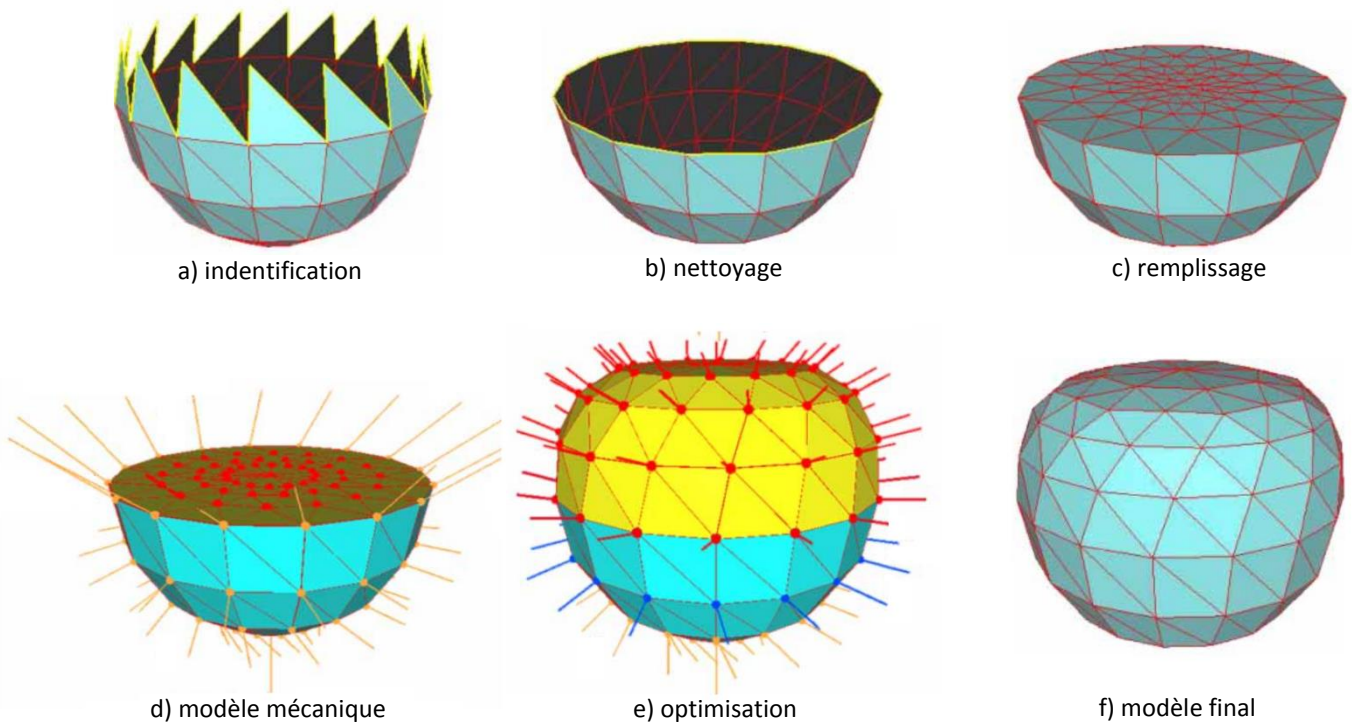 a) indentification
b) nettoyage
c) remplissage
d) modèle mécanique
e) optimisation
f) modèle final